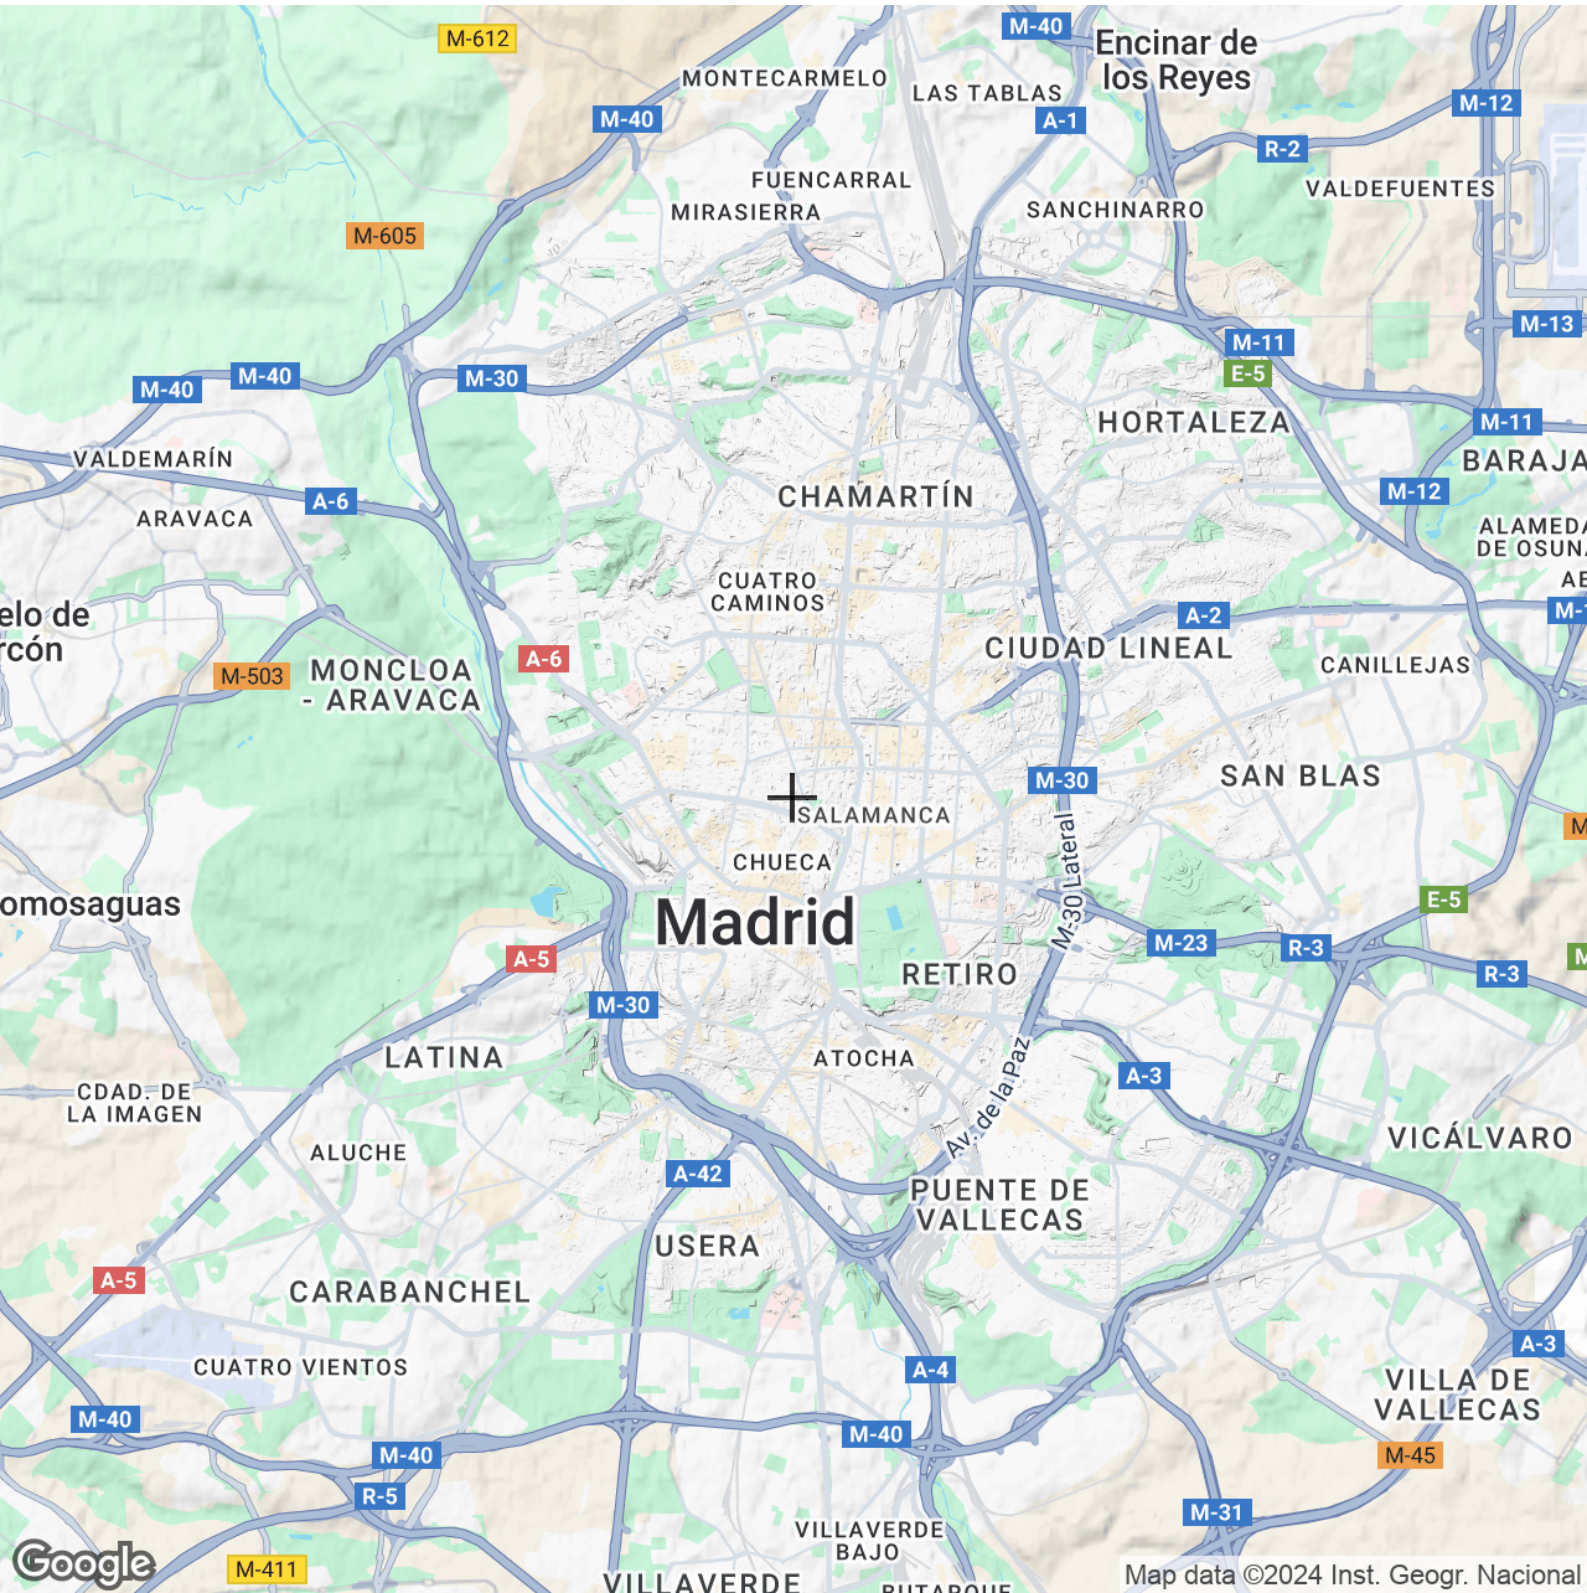 M-612
M-40
Encinar de
los Reyes
MONTECARMELO
LAS TABLAS
M-12
M-40
A-1
R-2
FUENCARRAL
VALDEFUENTES
MIRASIERRA
SANCHINARRO
M-605
M-13
M-11
M-40
M-40
M-30
E-5
HORTALEZA
M-11
VALDEMARÍN
BARAJA
A-6
CHAMARTÍN
M-12
ARAVACA
ALAMEDA
DE OSUNA
CUATRO
CAMINOS
AE
elo de
rcón
A-2
M-1
CIUDAD LINEAL
A-6
M-503
MONCLOA
- ARAVACA
CANILLEJAS
M-30
SAN BLAS
SALAMANCA
M
CHUECA
M-30 Lateral
omosaguas
E-5
Madrid
A-5
M-23
R-3
M
RETIRO
R-3
M-30
LATINA
ATOCHA
Av. de la Paz
A-3
CDAD. DE
LA IMAGEN
ALUCHE
VICÁLVARO
A-42
PUENTE DE
VALLECAS
USERA
A-5
CARABANCHEL
A-3
CUATRO VIENTOS
A-4
VILLA DE
VALLECAS
M-40
M-40
M-40
M-45
R-5
M-31
VILLAVERDE
BAJO
Google
M-411
VILLAVERDE
BUTARQUE
Map data ©2024 Inst. Geogr. Nacional